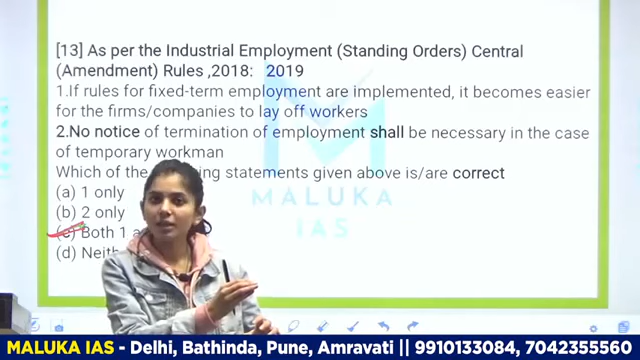 [13] As per the Industrial Employment (Standing Orders) Central
(Amendment) Rules ,2018: 2019
1.If rules for fixed-term employment are implemented, it becomes easier
for the firms/companies to lay off workers
2.No notice of termination of employment shall be necessary in the case
of temporary workman
Which of the statements given above is/are correct
(a) 1 only
(b) 2 only
(c) Both 1
(d)
MALUKA
IAS
MALUKA IAS - Delhi, Bathinda, Pune, Amravati || 9910133084, 7042355560